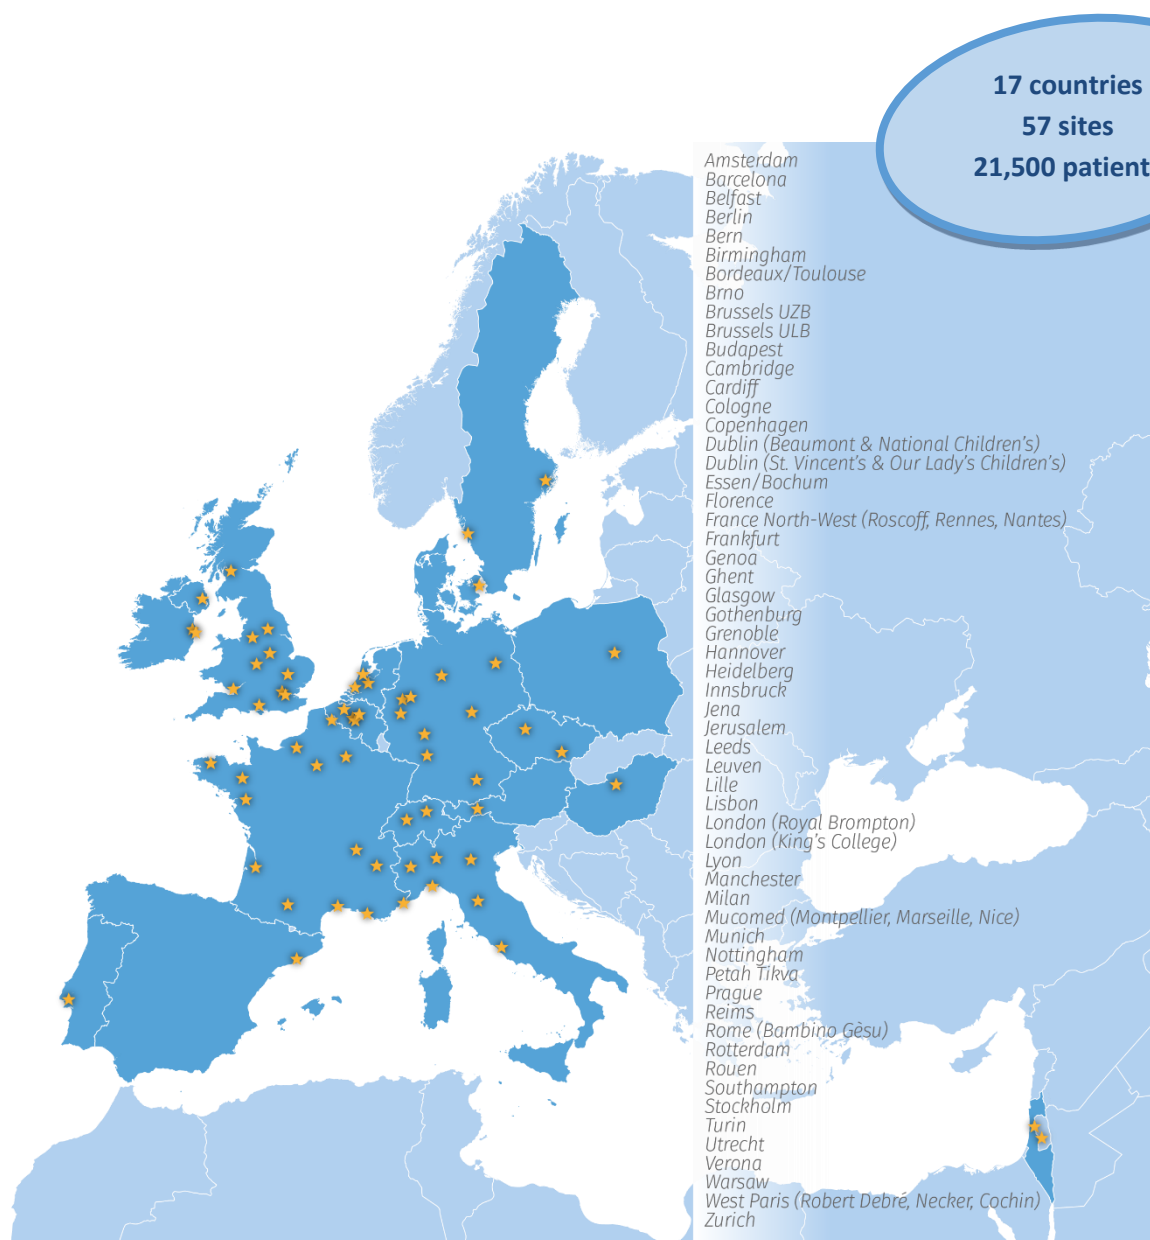 17 countries
57 sites
21,500 patient
Amsterdam
Barcelona
Belfast
Berlin
Bern
Birmingham
Bordeaux/Toulouse
Brno
Brussels UZB
Brussels ULB
Budapest
Cambridge
Cardiff
Cologne
Copenhagen
Dublin (Beaumont & National Children's)
Dublin (St. Vincent's & Our Lady's Children's)
Essen/Bochum
Florence
France North-West (Roscoff, Rennes, Nantes)
Frankfurt
Genoa
Ghent
Glasgow
Gothenburg
Grenoble
Hannover
Heidelberg
Innsbruck
Jena
Jerusalem
Leeds
Leuven
Lille
Lisbon
London (Royal Brompton)
London (King's College)
Lyon
Manchester
Milan
Mucomed (Montpellier, Marseille, Nice)
Munich
Nottingham
Petah Tikva
Prague
Reims
Rome (Bambino Gèsu)
Rotterdam
Rouen
Southampton
Stockholm
Turin
Utrecht
Verona
Warsaw
West Paris (Robert Debré, Necker, Cochin)
Zurich